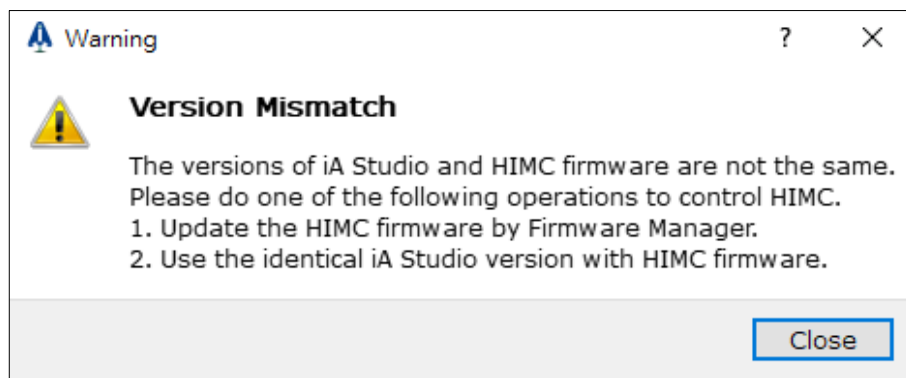 Warning
?
Version Mismatch
The versions of iA Studio and HIMC firmware are not the same.
Please do one of the following operations to control HIMC.
1. Update the HIMC firmware by Firmware Manager.
2. Use the identical iA Studio version with HIMC firmware.
Close